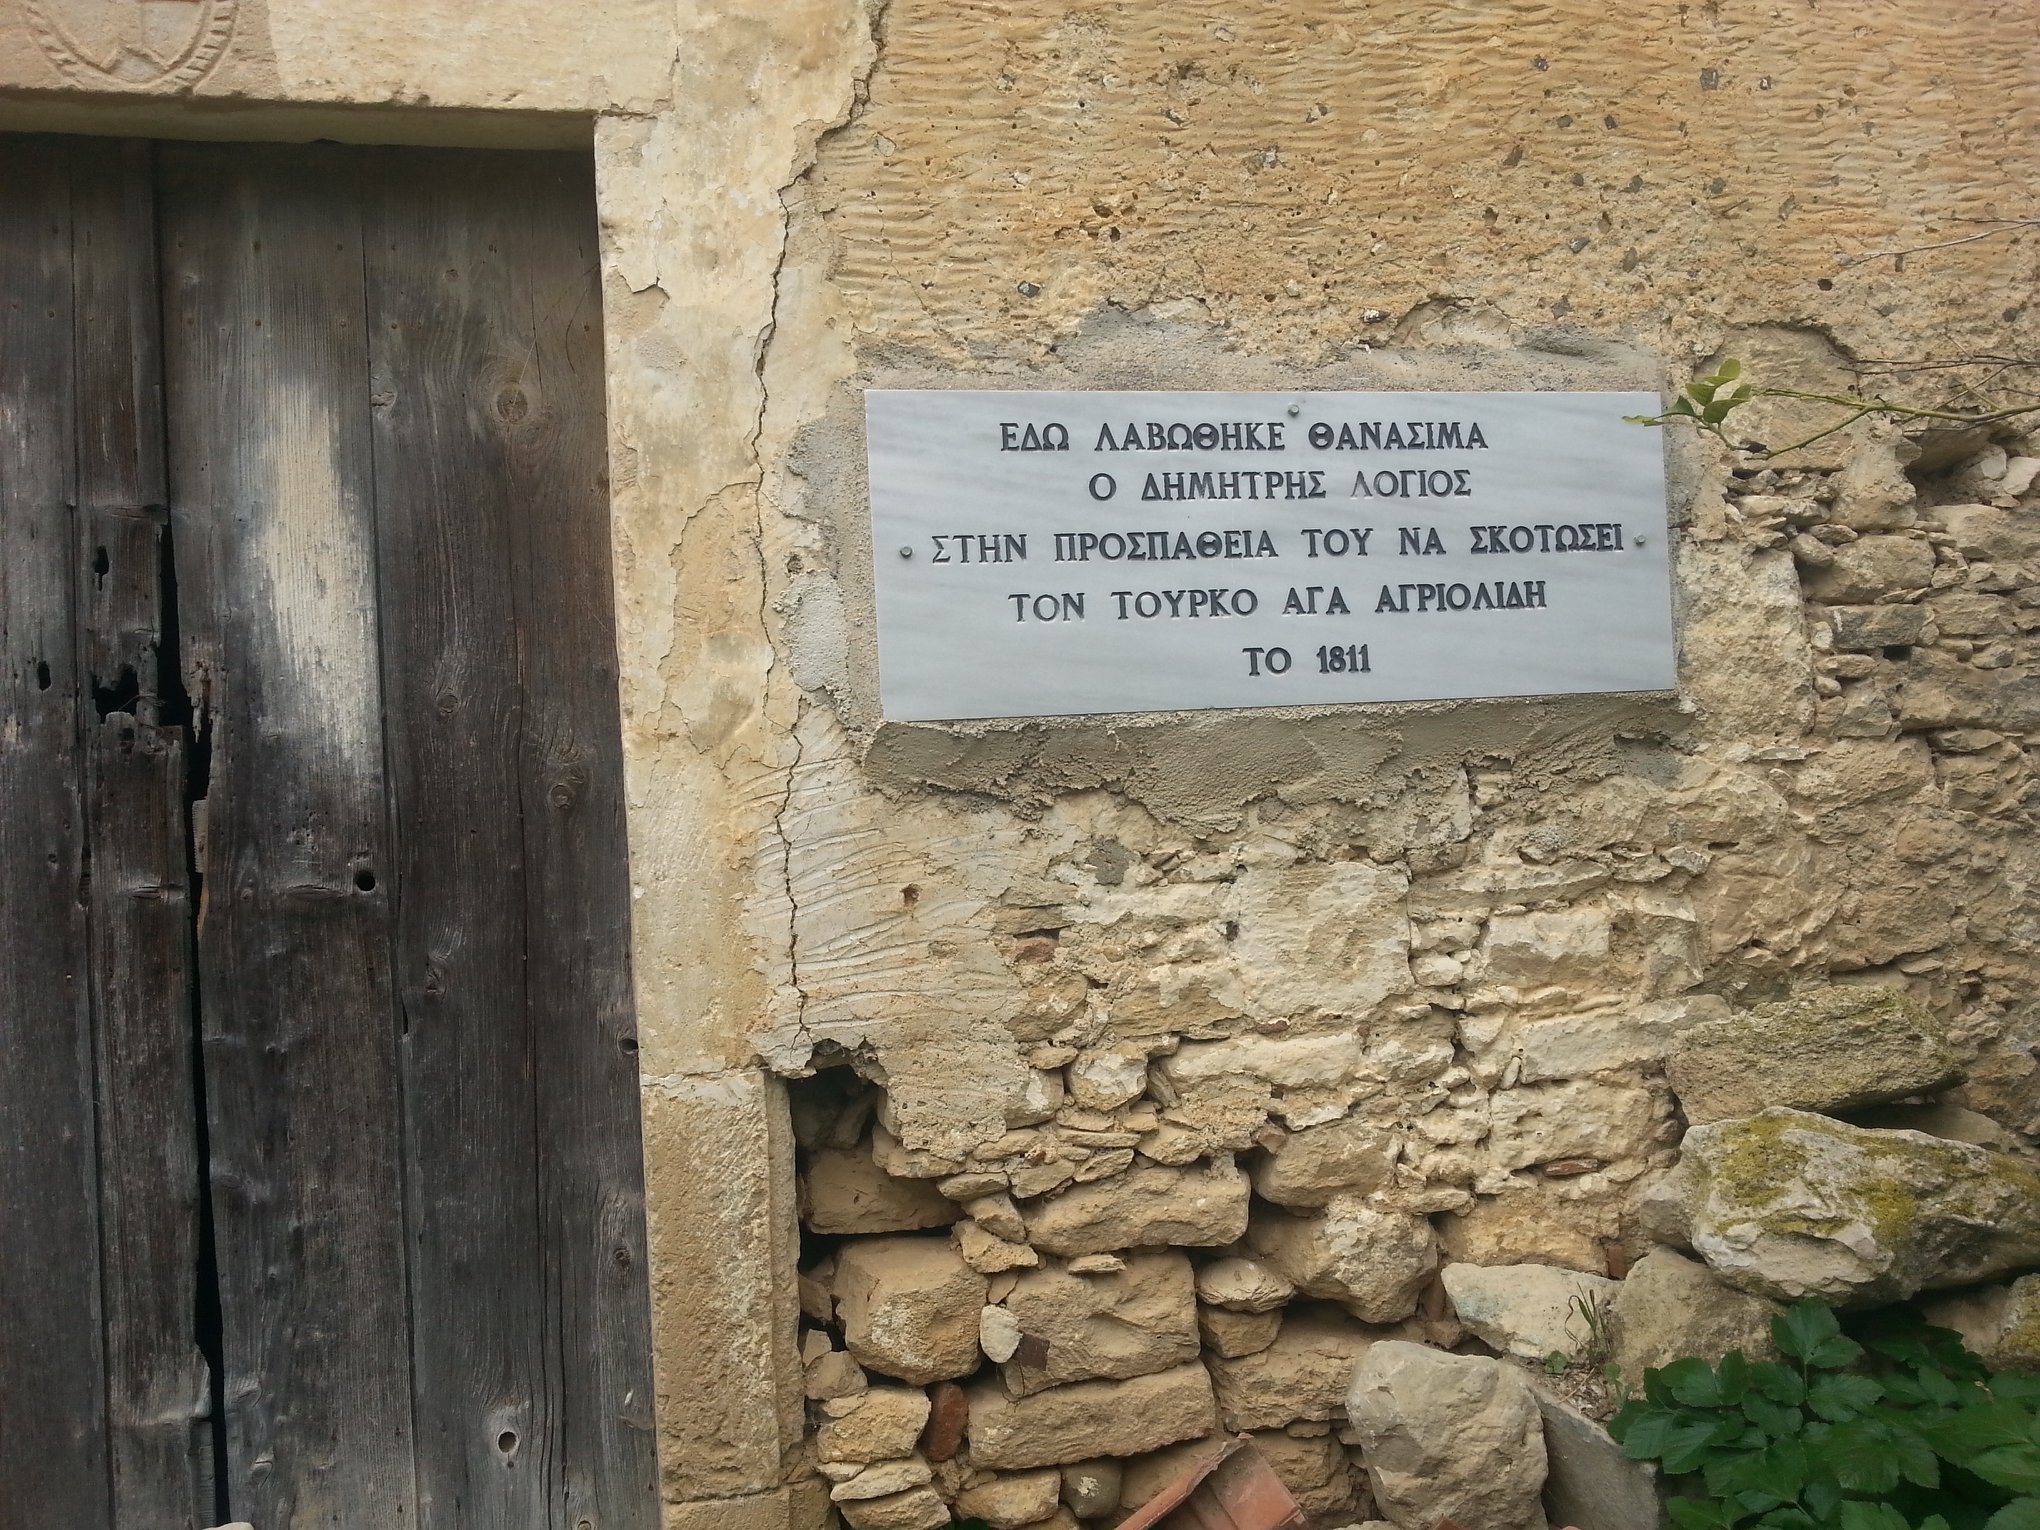 ΕΔΩ ΛΑΒΩΘΗΚΕ ΘΑΝΑΣΙΜΑ
Ο ΔΗΜΗΤΡΗΣ ΛΟΓΙΟΣ
ΣΤΗΝ ΠΡΟΣΠΑΘΕΙΑ ΤΟΥ ΝΑ ΣΚΟΤΩΣΕΙ
ΤΟΝ ΤΟΥΡΚΟ ΑΓΑ ΑΓΡΙΟΛΙΔΗ
ΤΟ 1811